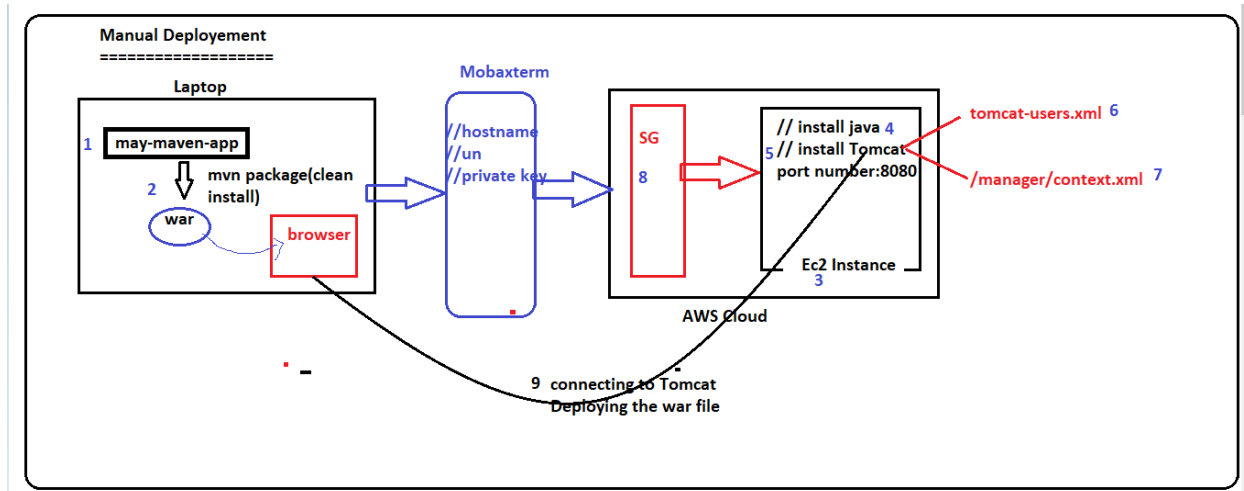 Manual Deployement
===================
Laptop
1
may-maven-app
2
mvn package(clean
install)
war
browser
Mobaxterm
//hostname
//un
//private key
SG
8
// install java 4
5 // install Tomcat
port number:8080
Ec2 Instance
3
AWS Cloud
tomcat-users.xml 6
/manager/context.xml 7
9 connecting to Tomcat
Deploying the war file